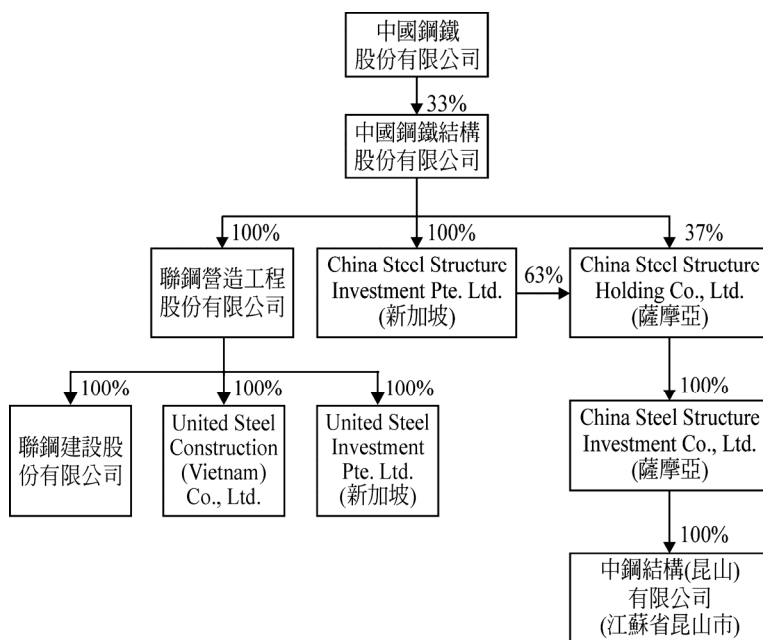 中國鋼鐵
股份有限公司
33%
中國鋼鐵結構
股份有限公司
100%
100%
37%
聯鋼營造工程
股份有限公司
China Steel Structure
Investment Pte. Ltd.
(新加坡)
63%
China Steel Structure
Holding Co., Ltd.
(薩摩亞)
100%
100%
100%
100%
聯鋼建設股
份有限公司
United Steel
Construction
(Vietnam)
Co., Ltd.
United Steel
Investment
Pte. Ltd.
(新加坡)
China Steel Structure
Investment Co., Ltd.
(薩摩亞)
100%
中鋼結構(昆山)
有限公司
(江蘇省昆山市)